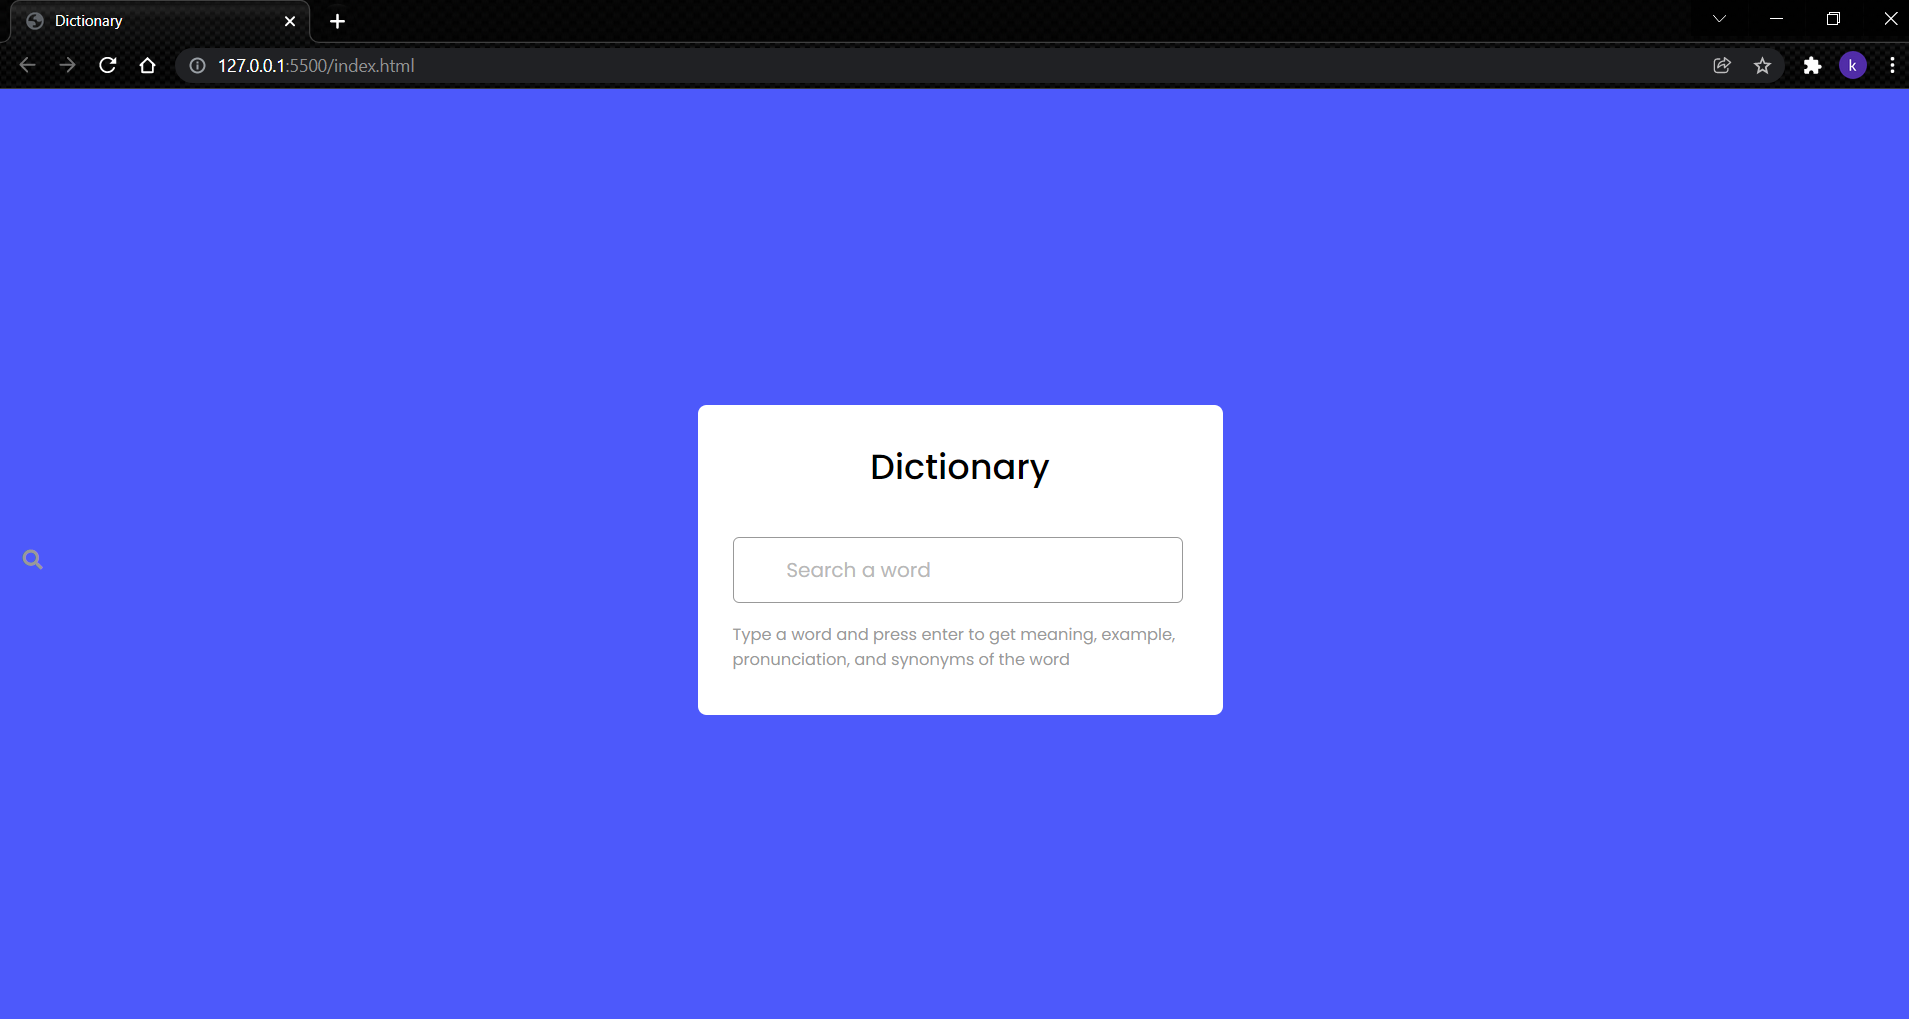 Dictionary
127.0.0.1:5500/index.html
k
Dictionary
Search a word
Type a word and press enter to get meaning, example,
pronunciation, and synonyms of the word